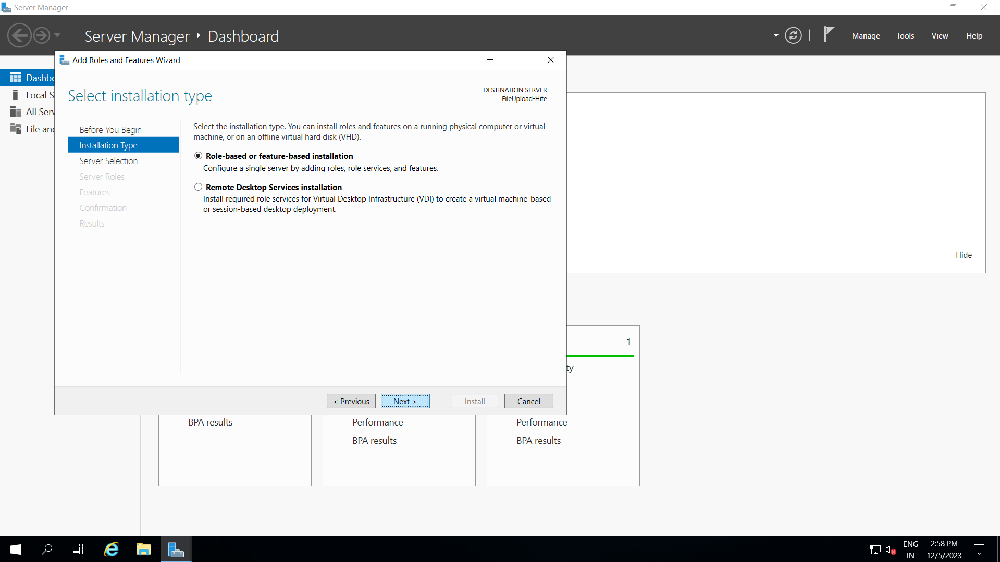 Server Manager
Server Manager ‣ Dashboard
Manage
Tools
View
Help
Add Roles and Features Wizard
Dashbo
Local S
All Serv
File and
Select installation type
DESTINATION SERVER
FileUpload-Hite
Before You Begin
Installation Type
Server Selection
Server Roles
Features
Confirmation
Results
Select the installation type. You can install roles and features on a running physical computer or virtual
machine, or on an offline virtual hard disk (VHD).
Role-based or feature-based installation
Configure a single server by adding roles, role services, and features.
Remote Desktop Services installation
Install required role services for Virtual Desktop Infrastructure (VDI) to create a virtual machine-based
or session-based desktop deployment.
Hide
1
ty
< Previous
Next >
Install
Cancel
BPA results
Performance
BPA results
Performance
BPA results
ENG
IN
2:58 PM
12/5/2023